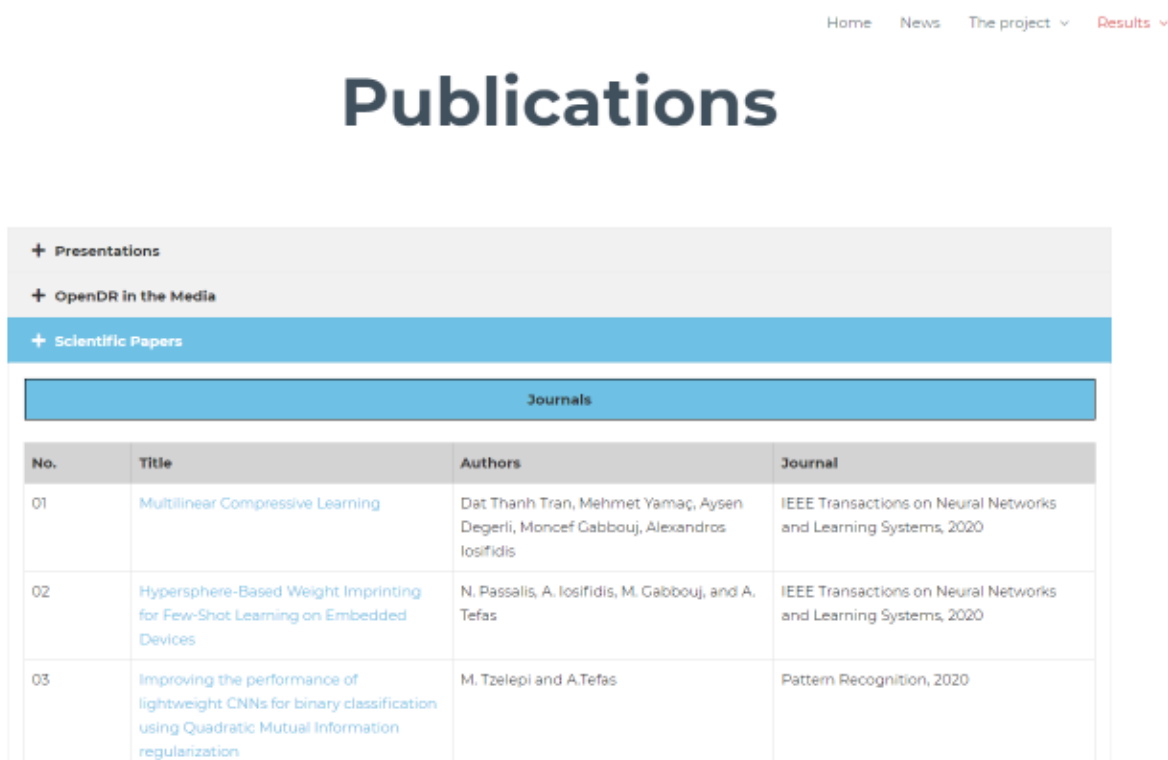 Home News The project Results
Publications
+ Presentations
+ OpenDR in the Media
+ Scientific Papers
Journals
No. Title Authors Journal
01 Multilinear Compressive Learning Dat Thanh Tran, Mehmet Yamaç, Aysen IEEE Transactions on Neural Networks
Degerli, Moncef Gabbouj, Alexandros and Learning Systems, 2020
Iosifidis
02 Hypersphere-Based Weight Imprinting N. Passalis, A. Iosifidis, M. Gabbouj, and A. IEEE Transactions on Neural Networks
for Few-Shot Learning on Embedded Tefas and Learning Systems, 2020
Devices
03 Improving the performance of M. Tzelepi and A.Tefas Pattern Recognition, 2020
lightweight CNNs for binary classification
using Quadratic Mutual Information
regularization